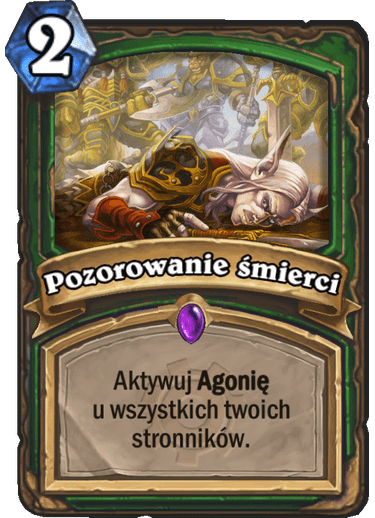 2
Pozorowanie śmierci
Aktywuj Agonię
u wszystkich twoich
stronników.